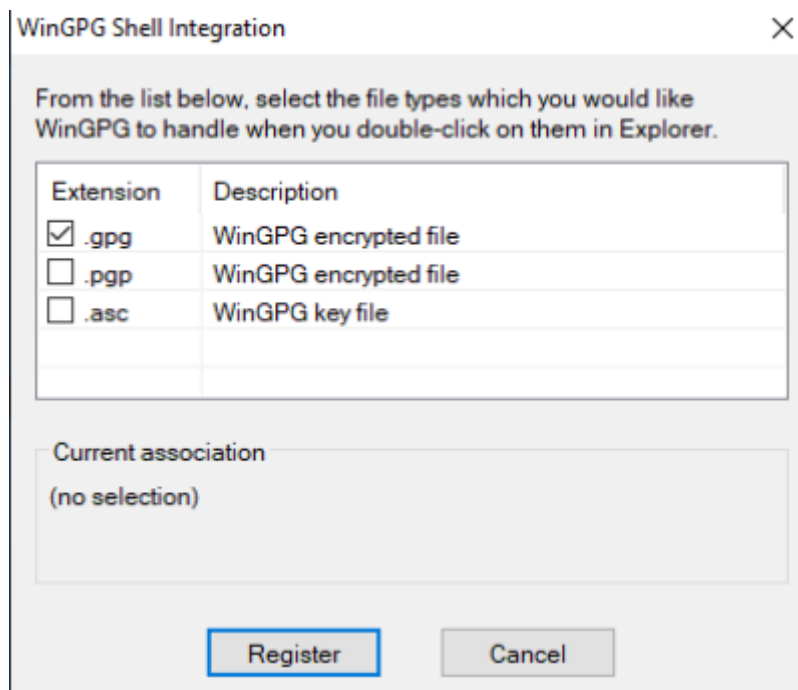 WinGPG Shell Integration
From the list below, select the file types which you would like
WinGPG to handle when you double-click on them in Explorer.
Extension Description
.gpg WinGPG encrypted file
.pgp WinGPG encrypted file
.asc WinGPG key file
Current association
(no selection)
Register Cancel